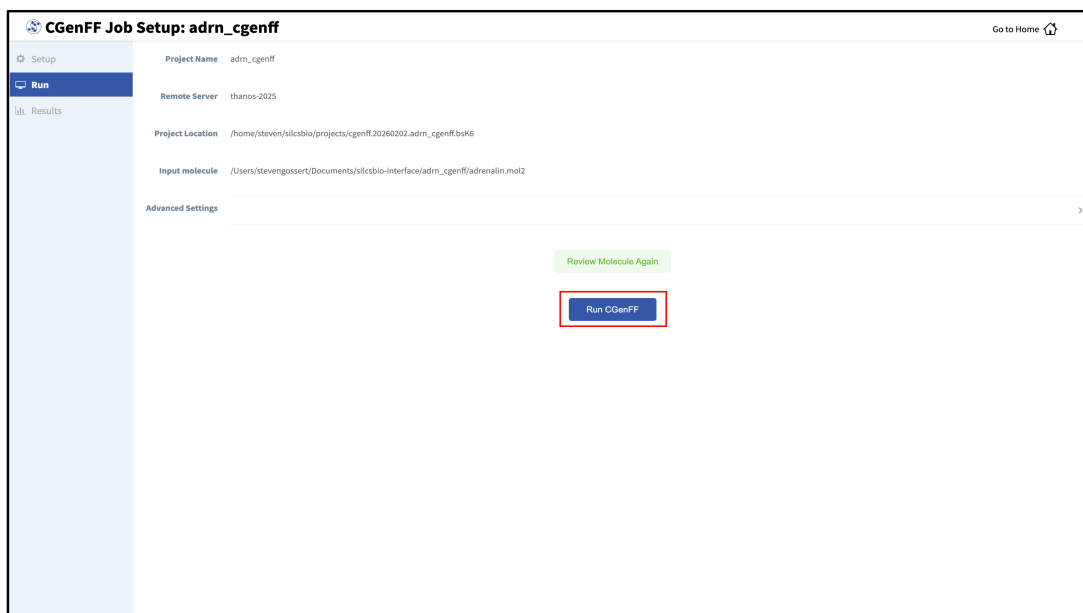 CGenFF Job Setup: adrn_cgenff
Go to Home
Setup
Run
Results
Project Name adrn_cgenff
Remote Server thanos-2025
Project Location /home/steven/silcsbio/projects/cgenff.20260202.adrn_cgenff.bsK6
Input molecule /Users/stevengossert/Documents/silcsbio-interface/adrn_cgenff/adrenalin.mol2
Advanced Settings
Review Molecule Again
Run CGenFF